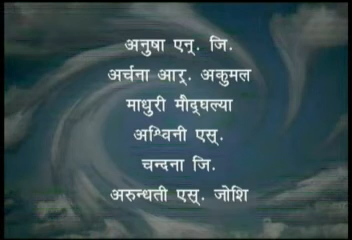 अनुषा एन्. जि.
अर्चना आर्. अकुमल
माधुरी मीद्घल्या
अश्विनी एस्.
चन्दना जि.
अरुन्धती एस्. जोशि